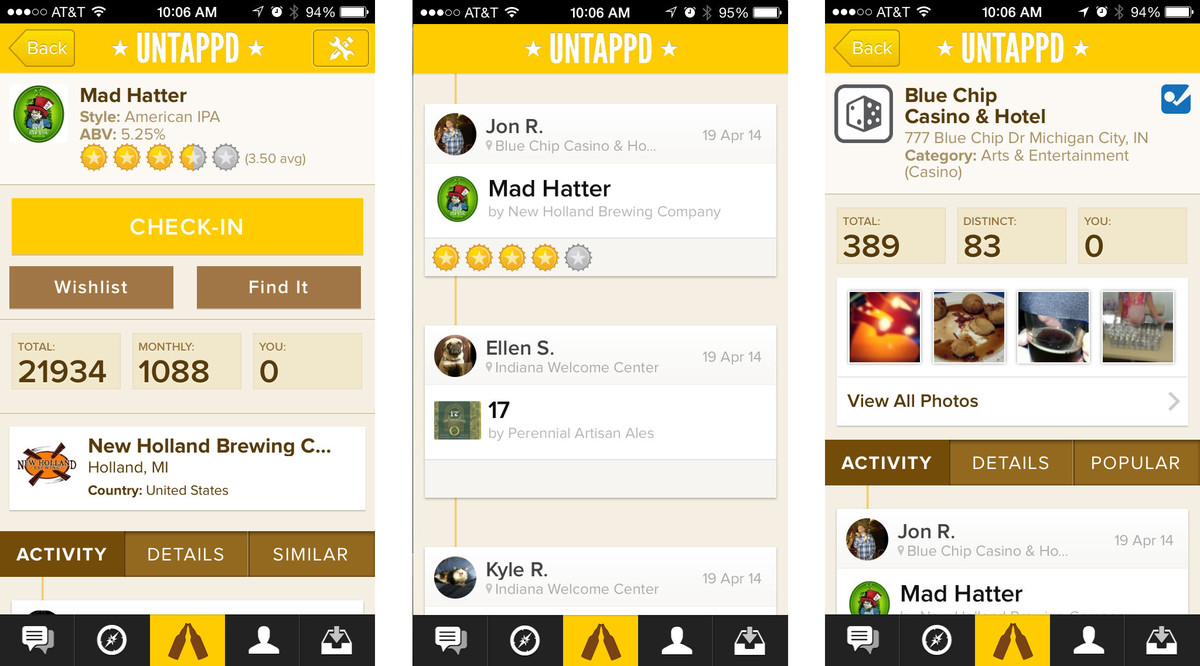 ●●●○○ AT&T 10:06 AM 94%
Back
★ UNTAPPD ★
Mad Hatter
Style: American IPA
ABV: 5.25%
(3.50 avg)
CHECK-IN
Wishlist Find It
TOTAL: MONTHLY: YOU:
21934 1088 0
New Holland Brewing C...
Holland, MI
Country: United States
ACTIVITY DETAILS SIMILAR
●●●○○ AT&T 10:06 AM 95%
★ UNTAPPD ★
Jon R. 19 Apr 14
Blue Chip Casino & Ho...
Mad Hatter
by New Holland Brewing Company
Ellen S. 19 Apr 14
Indiana Welcome Center
17
by Perennial Artisan Ales
Kyle R. 19 Apr 14
Indiana Welcome Center
●●●○○ AT&T 10:06 AM 94%
Back
★ UNTAPPD ★
Blue Chip
Casino & Hotel
777 Blue Chip Dr Michigan City, IN
Category: Arts & Entertainment
(Casino)
TOTAL: DISTINCT: YOU:
389 83 0
View All Photos
ACTIVITY DETAILS POPULAR
Jon R. 19 Apr 14
Blue Chip Casino & Ho...
Mad Hatter